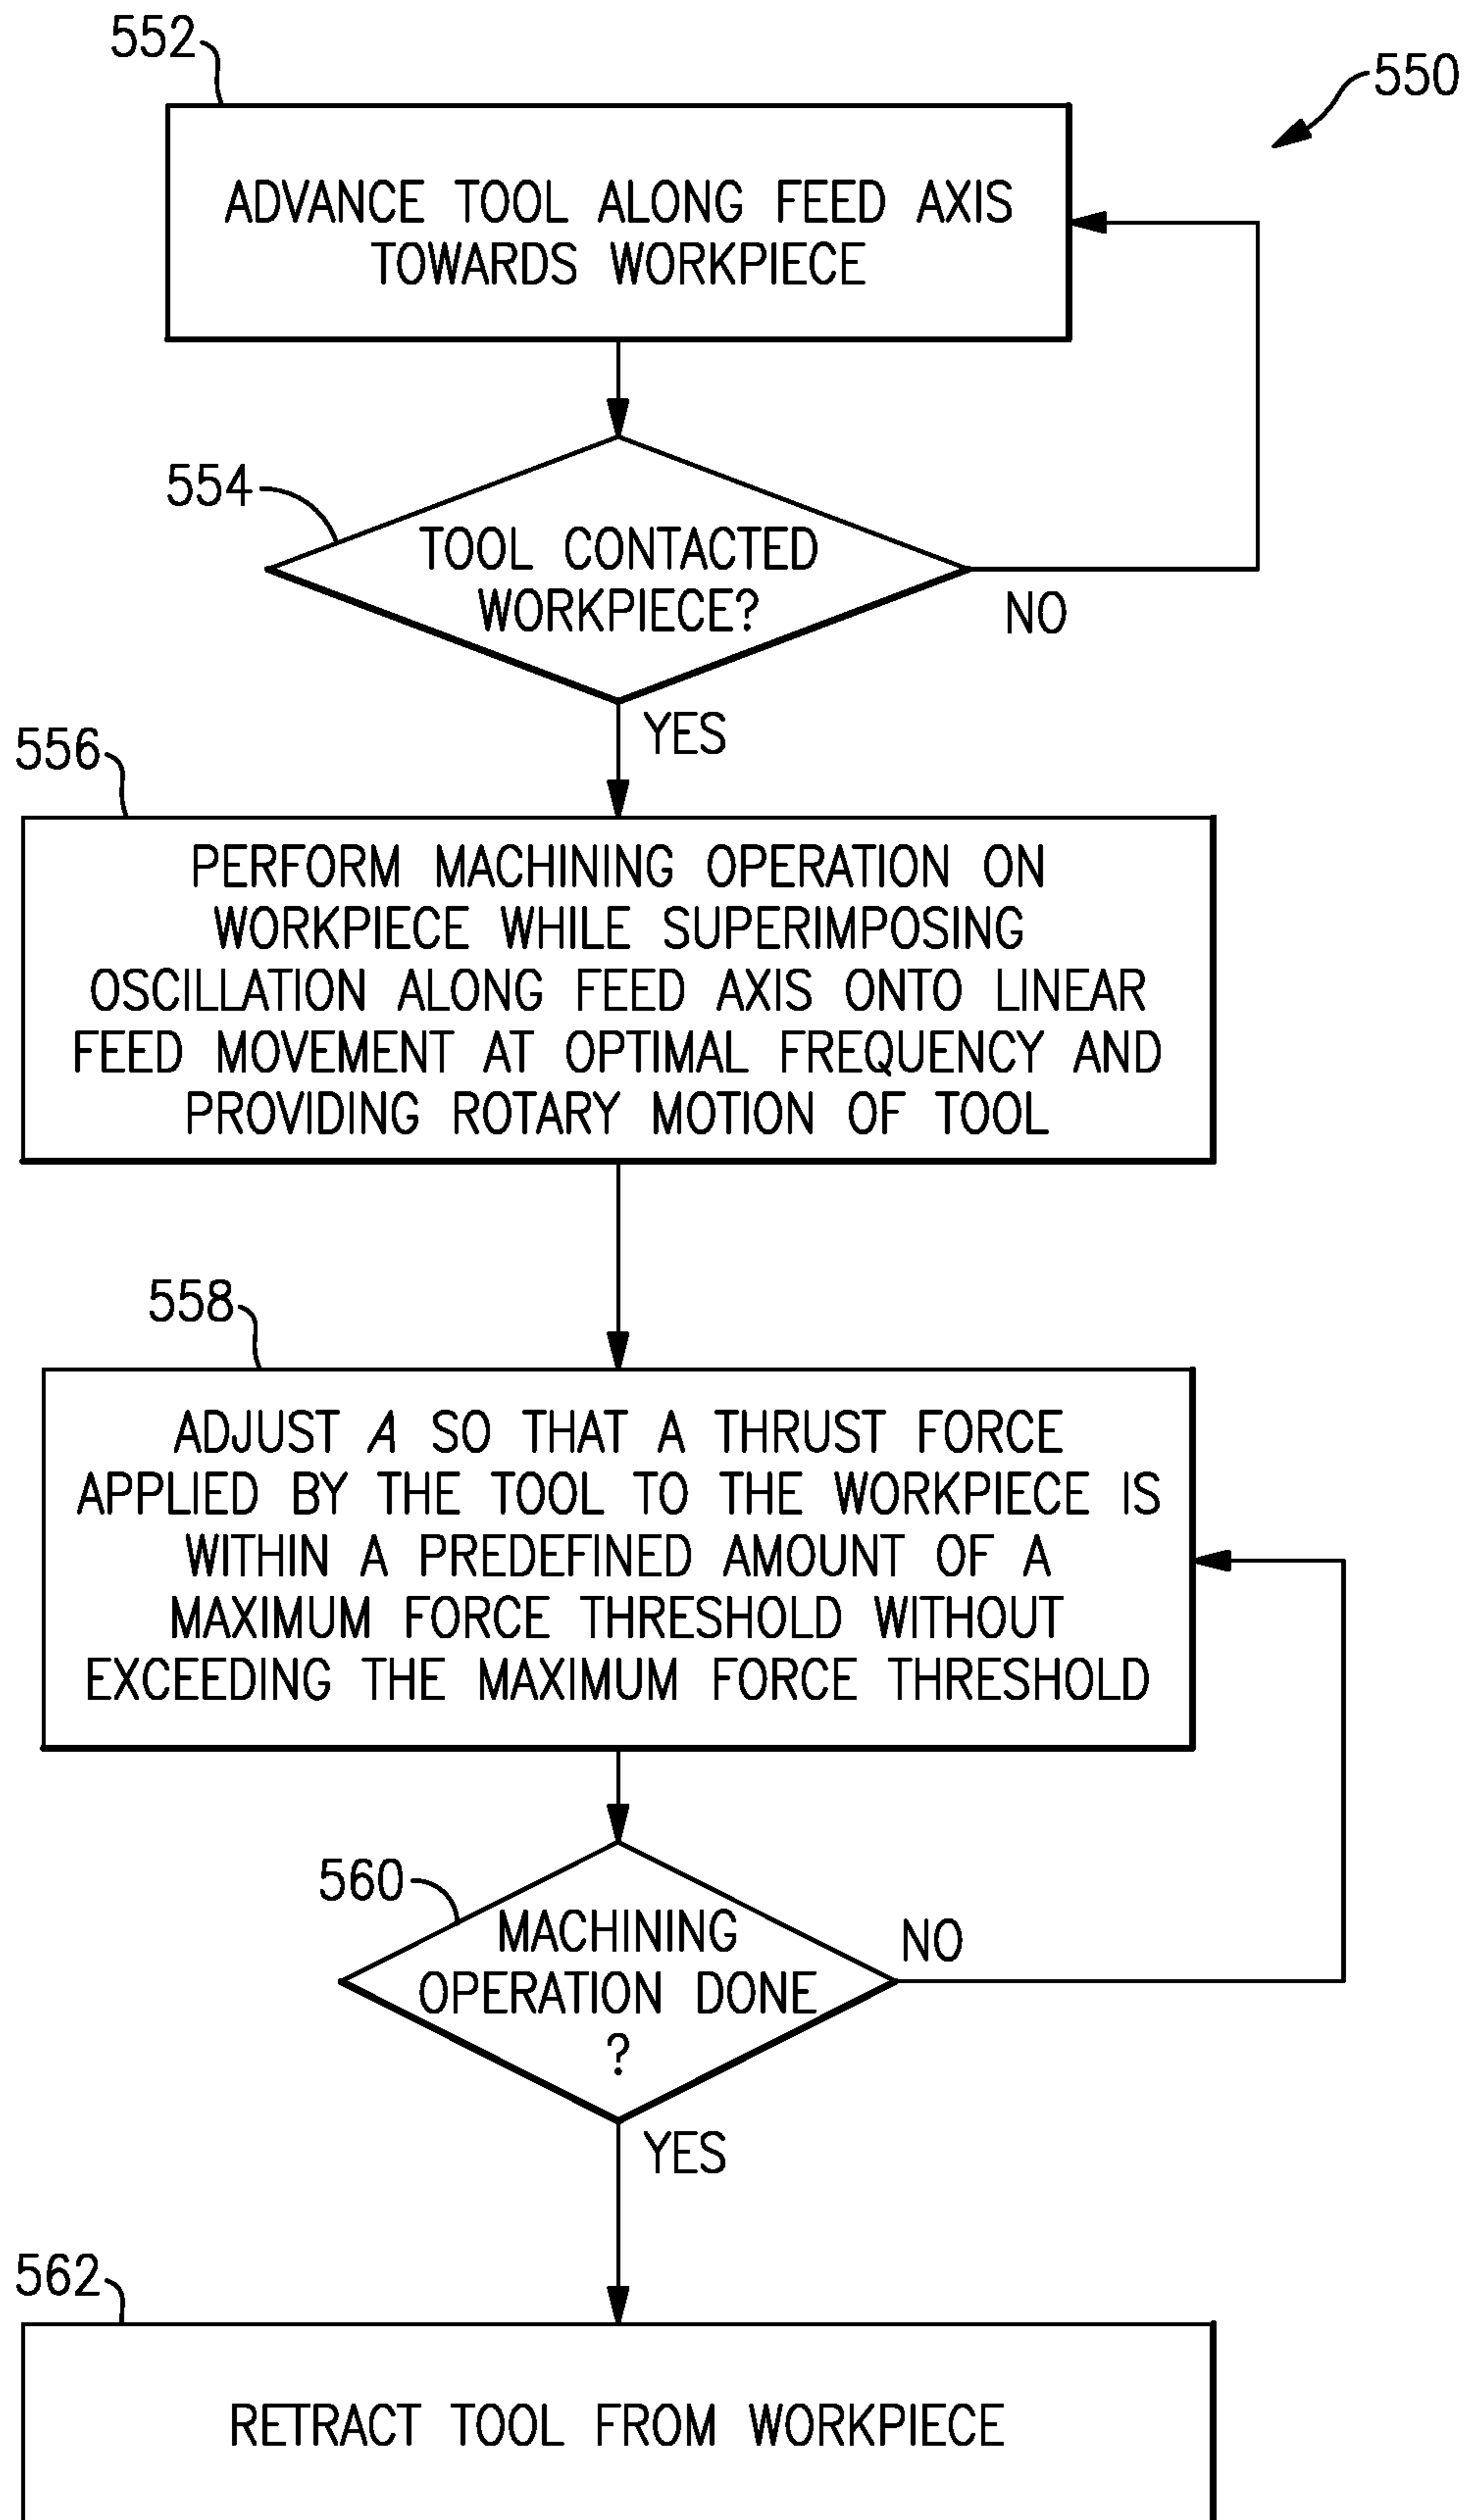 552
550
ADVANCE TOOL ALONG FEED AXIS
TOWARDS WORKPIECE
554
TOOL CONTACTED
WORKPIECE?
NO
YES
556
PERFORM MACHINING OPERATION ON
WORKPIECE WHILE SUPERIMPOSING
OSCILLATION ALONG FEED AXIS ONTO LINEAR
FEED MOVEMENT AT OPTIMAL FREQUENCY AND
PROVIDING ROTARY MOTION OF TOOL
558
ADJUST A SO THAT A THRUST FORCE
APPLIED BY THE TOOL TO THE WORKPIECE IS
WITHIN A PREDEFINED AMOUNT OF A
MAXIMUM FORCE THRESHOLD WITHOUT
EXCEEDING THE MAXIMUM FORCE THRESHOLD
560
MACHINING
OPERATION DONE
?
NO
YES
562
RETRACT TOOL FROM WORKPIECE